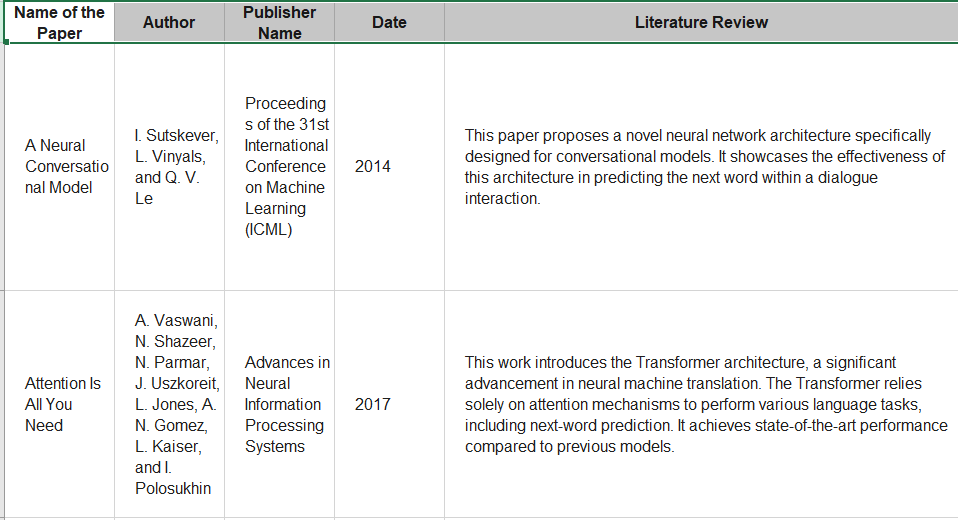 Name of the
Paper
Author
Publisher
Name
Date
Literature Review
A Neural
Conversatio
nal Model
I. Sutskever,
L. Vinyals,
and Q. V.
Le
Proceeding
s of the 31st
International
Conference
on Machine
Learning
(ICML)
2014
This paper proposes a novel neural network architecture specifically
designed for conversational models. It showcases the effectiveness of
this architecture in predicting the next word within a dialogue
interaction.
Attention Is
All You
Need
A. Vaswani,
N. Shazeer,
N. Parmar,
J. Uszkoreit,
L. Jones, A.
N. Gomez,
L. Kaiser,
and I.
Polosukhin
Advances in
Neural
Information
Processing
Systems
2017
This work introduces the Transformer architecture, a significant
advancement in neural machine translation. The Transformer relies
solely on attention mechanisms to perform various language tasks,
including next-word prediction. It achieves state-of-the-art performance
compared to previous models.